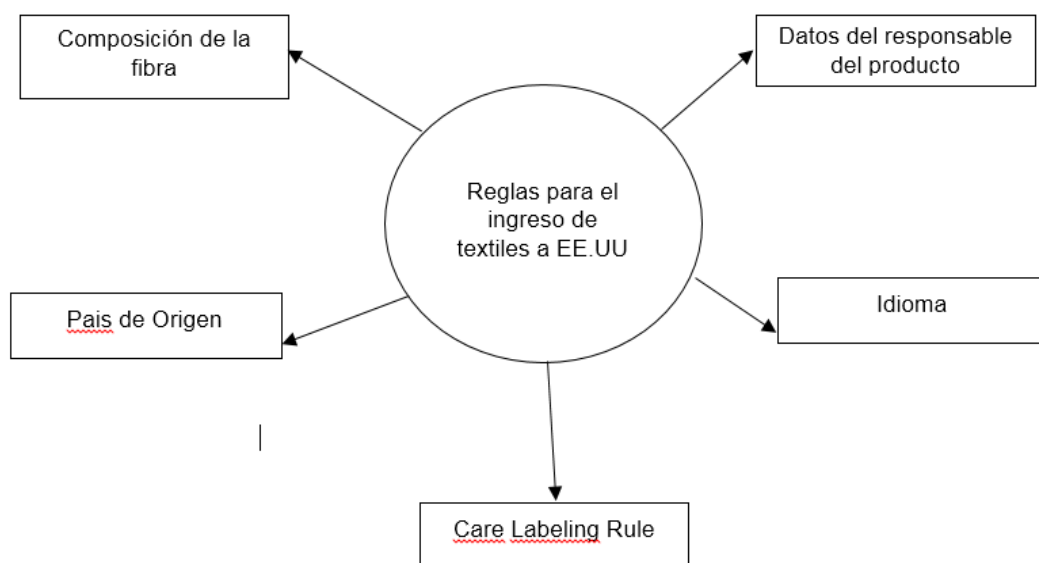 Composición de la
fibra
Datos del responsable
del producto
Reglas para el
ingreso de
textiles a EE.UU
Pais de Origen
Idioma
Care Labeling Rule